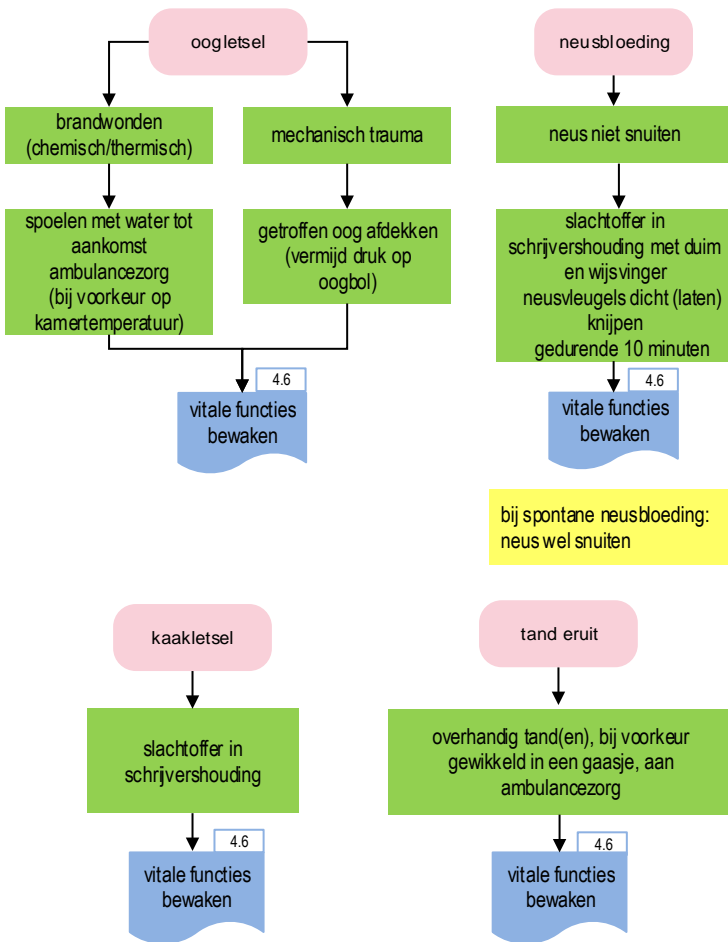 oogletsel
brandwonden
(chemisch/thermisch)
mechanisch trauma
spoelen met water tot
aankomst
ambulancezorg
(bij voorkeur op
kamertemperatuur)
getroffen oog afdekken
(vermijd druk op
oogbol)
4.6
vitale functies
bewaken
neusbloeding
neus niet snuiten
slachtoffer in
schrijvershouding met duim
en wijsvinger
neusvleugels dicht (laten)
knijpen
gedurende 10 minuten
4.6
vitale functies
bewaken
bij spontane neusbloeding:
neus wel snuiten
kaakletsel
slachtoffer in
schrijvershouding
4.6
vitale functies
bewaken
tand eruit
overhandig tand(en), bij voorkeur
gewikkeld in een gaasje, aan
ambulancezorg
4.6
vitale functies
bewaken